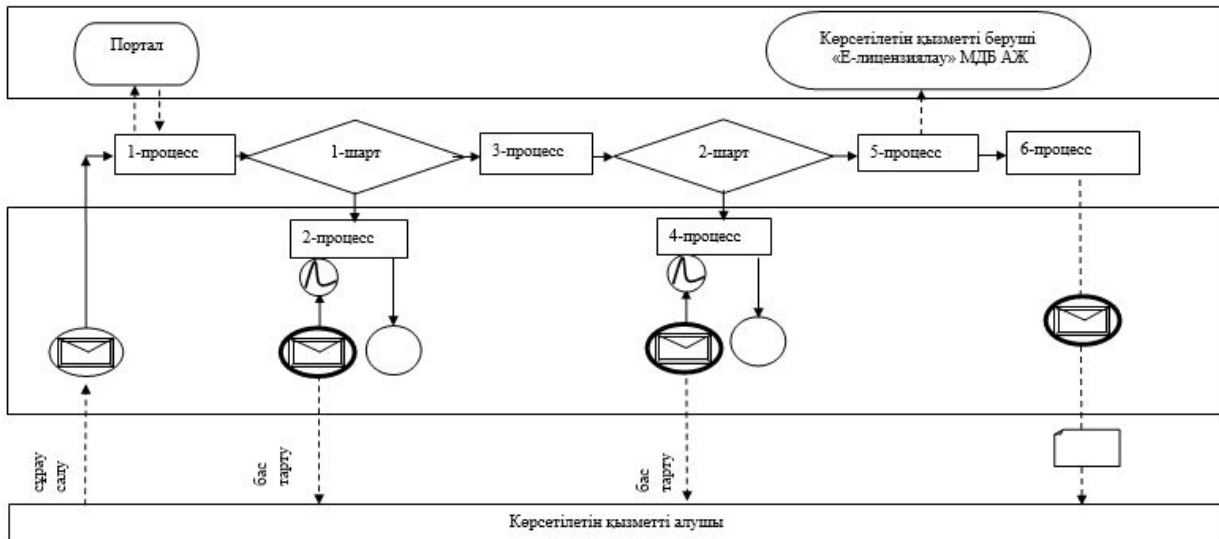 Портал
Көрсетілетін қызметті беруші
«Е-лицензиялау» МДБ АЖ
1-процесс
1-шарт
3-процесс
2-шарт
5-процесс
6-процесс
2-процесс
4-процесс
сұрау
салу
бас
тарту
бас
тарту
Көрсетілетін қызметті алушы